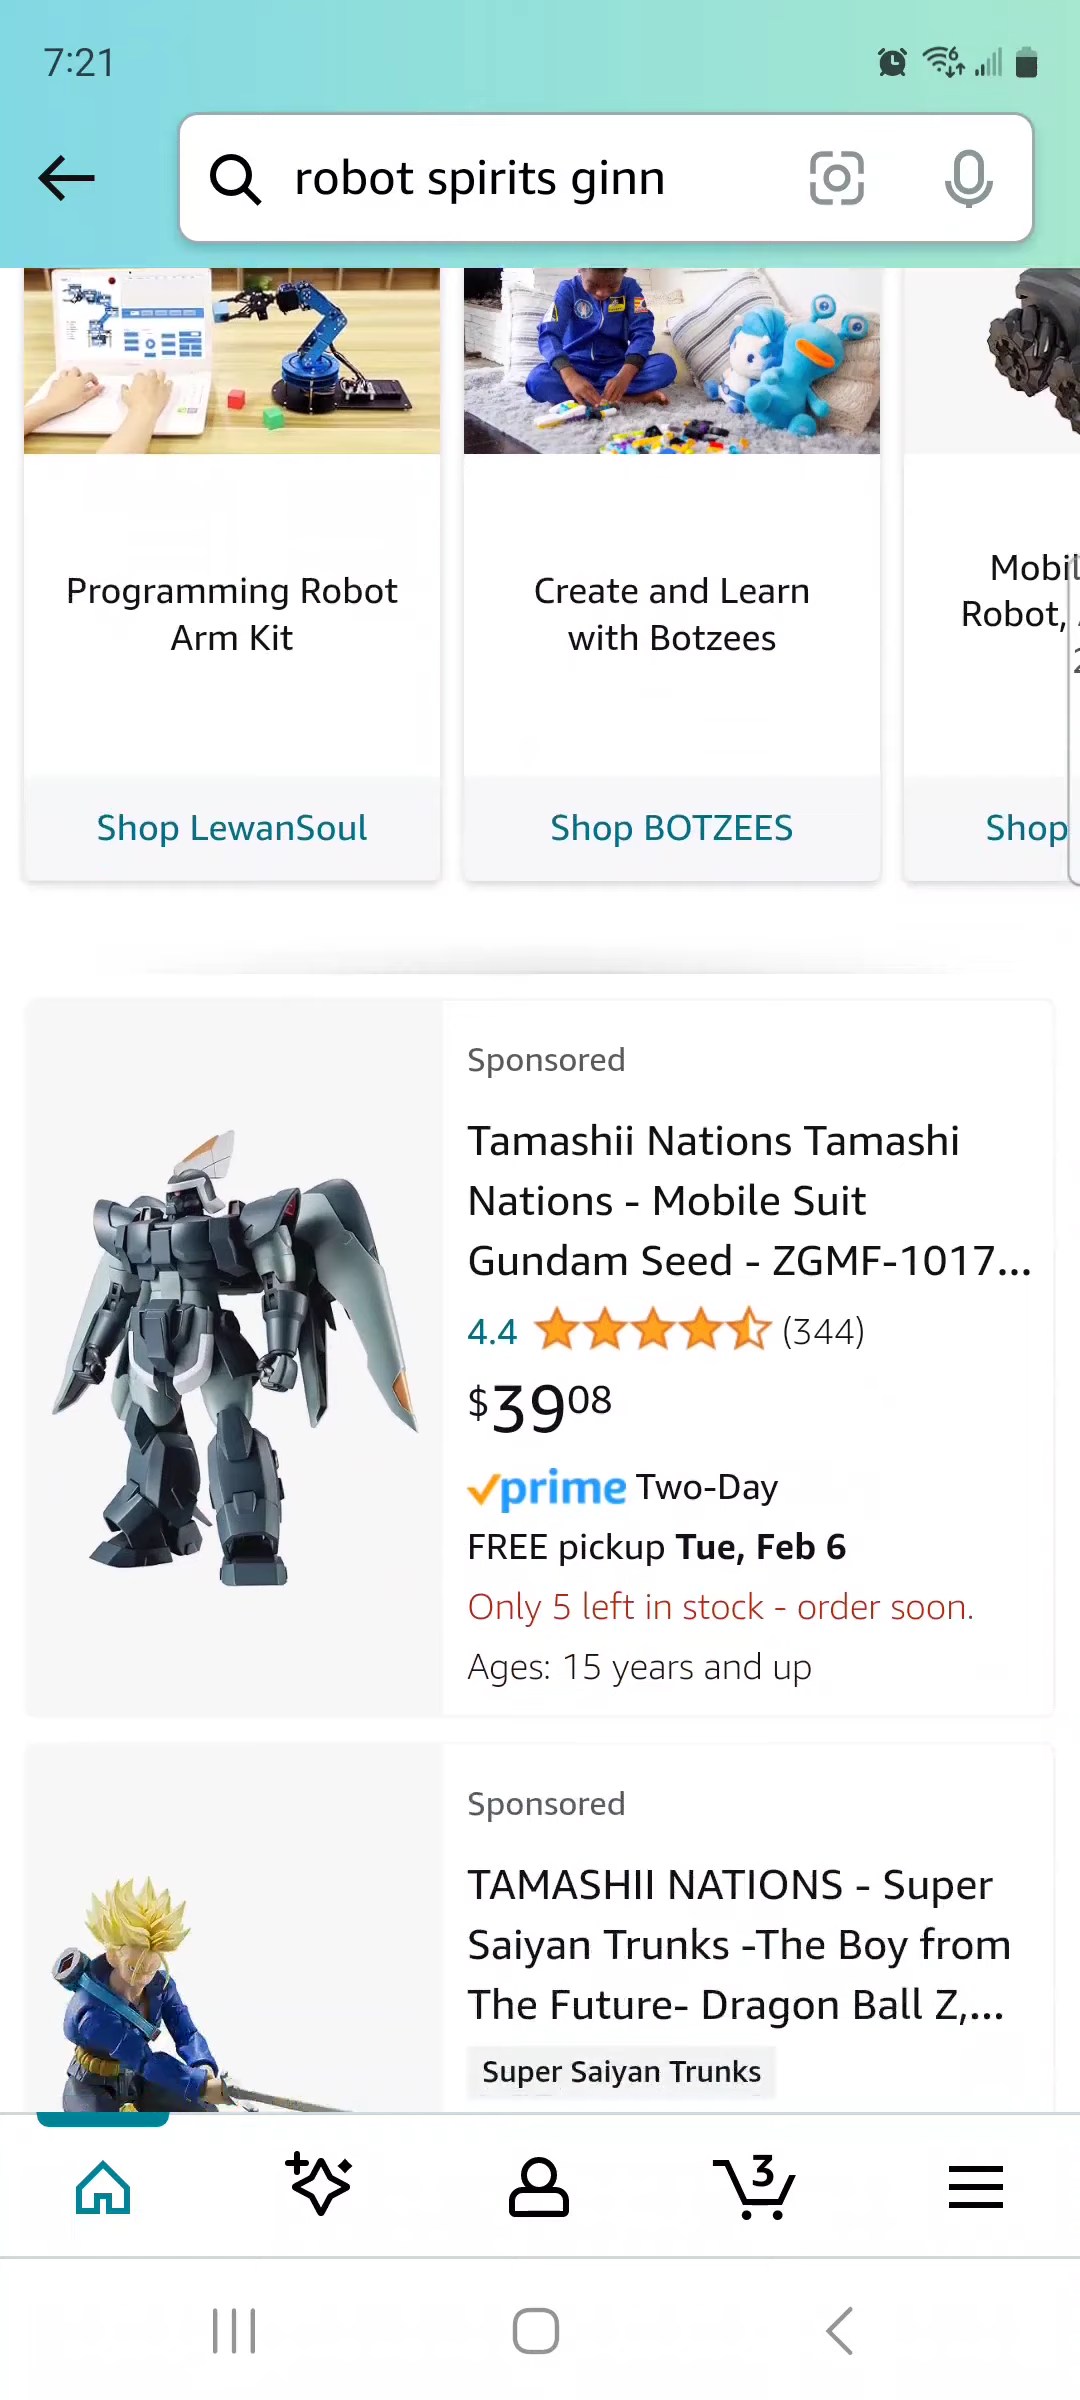 7:21
robot spirits ginn
Programming Robot
Arm Kit
Shop LewanSoul
Create and Learn
with Botzees
Shop BOTZEES
Robot,
Shop
Sponsored
Tamashii Nations Tamashi
Nations - Mobile Suit
Gundam Seed - ZGMF-1017...
4.4 (344)
$39 08
prime Two-Day
FREE pickup Tue, Feb 6
Only 5 left in stock - order soon.
Ages: 15 years and up
Sponsored
TAMASHII NATIONS - Super
Saiyan Trunks -The Boy from
The Future- Dragon Ball Z,...
Super Saiyan Trunks
3